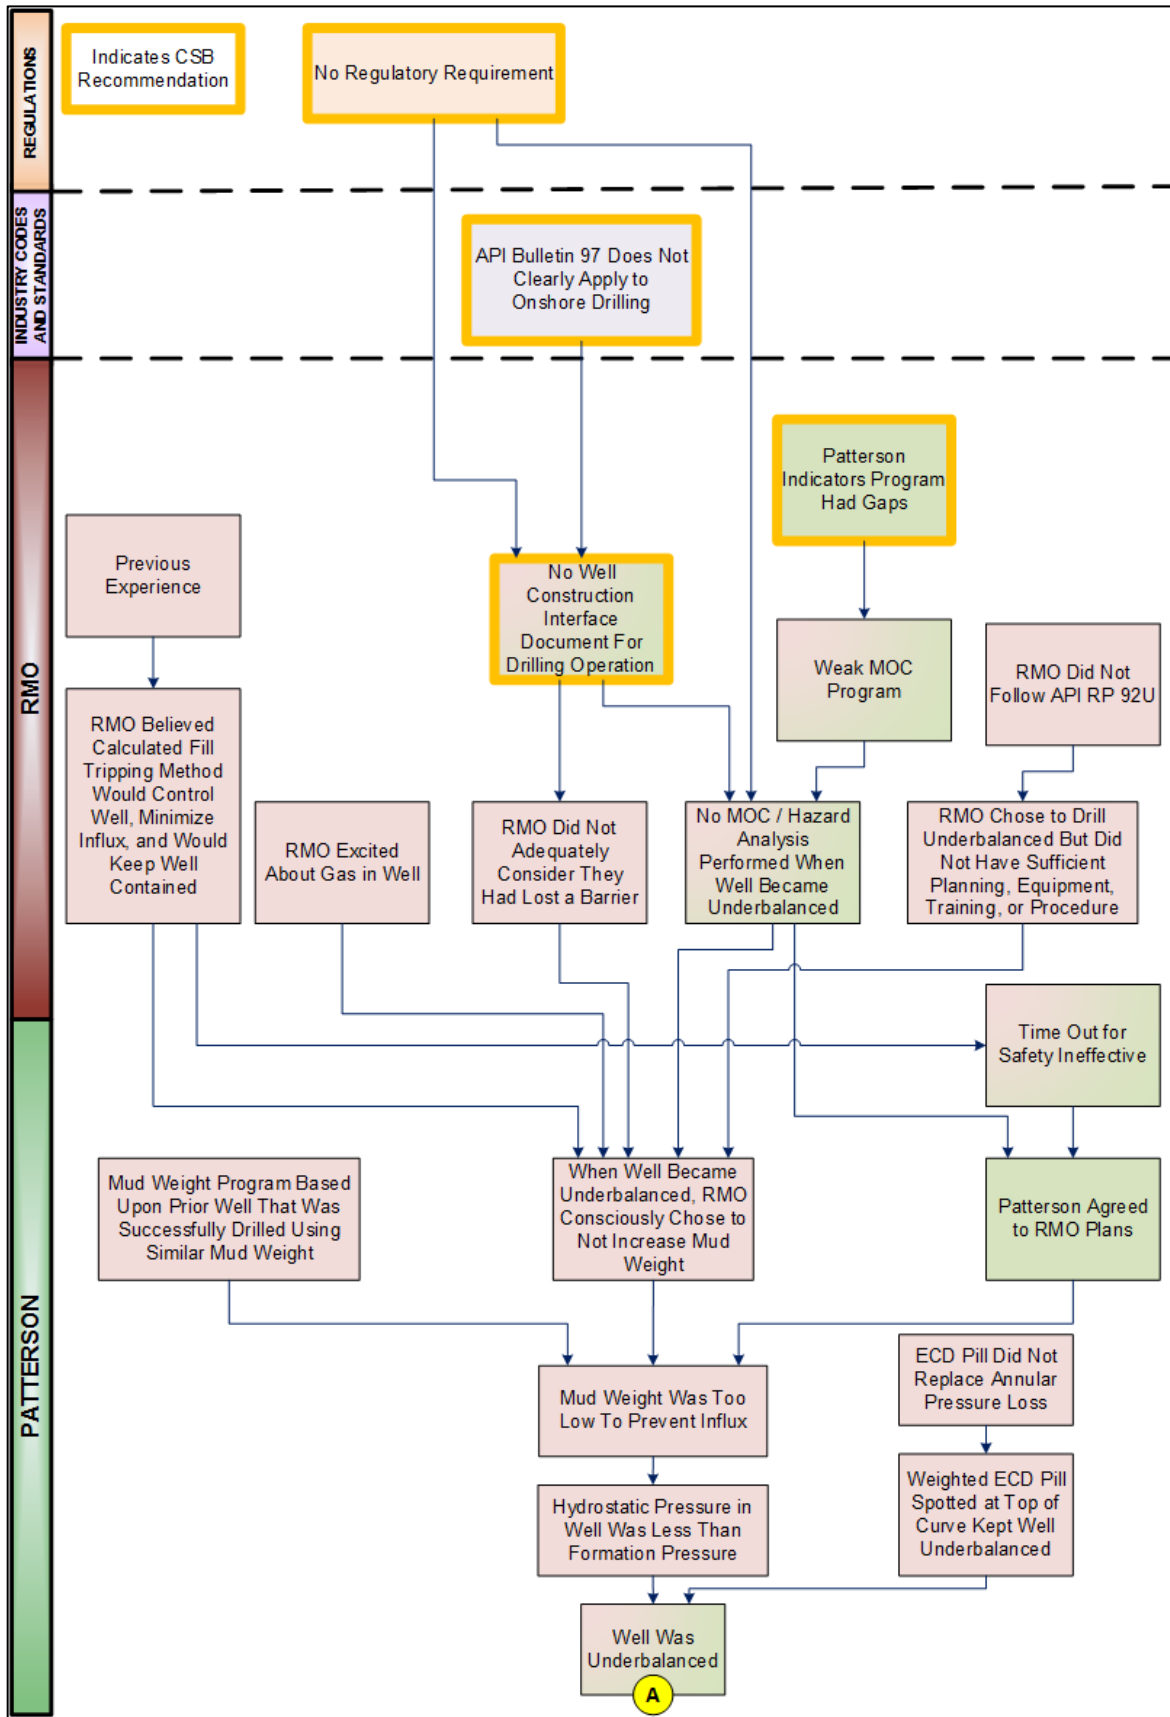 REGULATIONS
Indicates CSB
Recommendation
No Regulatory Requirement
INDUSTRY CODES
AND STANDARDS
API Bulletin 97 Does Not
Clearly Apply to
Onshore Drilling
RMO
Patterson
Indicators Program
Had Gaps
Previous
Experience
No Well
Construction
Interface
Document For
Drilling Operation
Weak MOC
Program
RMO Did Not
Follow API RP 92U
RMO Believed
Calculated Fill
Tripping Method
Would Control
Well, Minimize
Influx, and Would
Keep Well
Contained
RMO Excited
About Gas in Well
RMO Did Not
Adequately
Consider They
Had Lost a Barrier
No MOC / Hazard
Analysis
Performed When
Well Became
Underbalanced
RMO Chose to Drill
Underbalanced But Did
Not Have Sufficient
Planning, Equipment,
Training, or Procedure
Time Out for
Safety Ineffective
PATTERSON
Mud Weight Program Based
Upon Prior Well That Was
Successfully Drilled Using
Similar Mud Weight
When Well Became
Underbalanced, RMO
Consciously Chose to
Not Increase Mud
Weight
Patterson Agreed
to RMO Plans
Mud Weight Was Too
Low To Prevent Influx
ECD Pill Did Not
Replace Annular
Pressure Loss
Hydrostatic Pressure in
Well Was Less Than
Formation Pressure
Weighted ECD Pill
Spotted at Top of
Curve Kept Well
Underbalanced
Well Was
Underbalanced
A